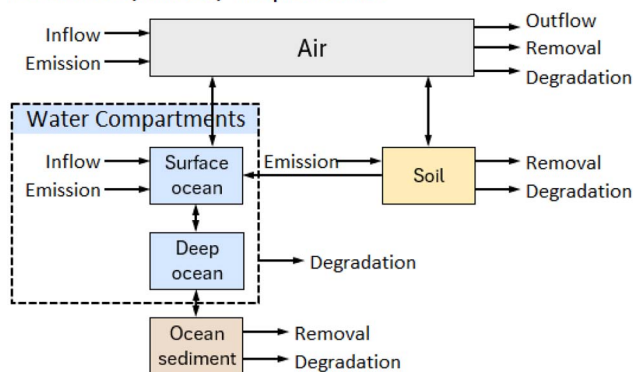 Inflow
Emission
Air
Outflow
Removal
Degradation
Water Compartments
Inflow
Emission
Surface
ocean
Emission
Soil
Removal
Degradation
Deep
ocean
Degradation
Ocean
sediment
Removal
Degradation